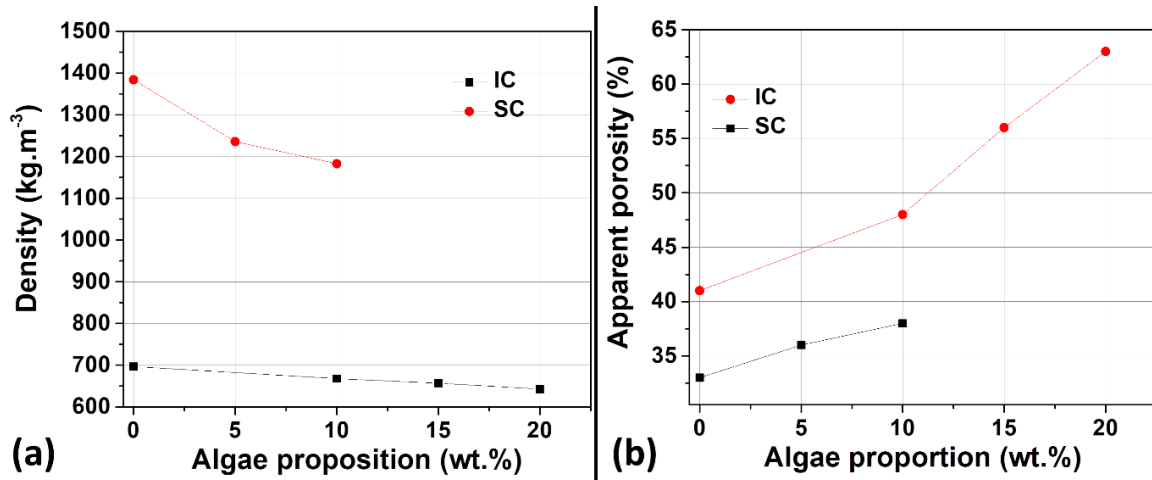 1500
1400
1300
1200
1100
1000
900
800
700
600
Density (kg.m-3)
IC
SC
0 5 10 15 20
Algae proposition (wt.%)
(a)
65
60
55
50
45
40
35
Apparent porosity (%)
IC
SC
0 5 10 15 20
Algae proportion (wt.%)
(b)